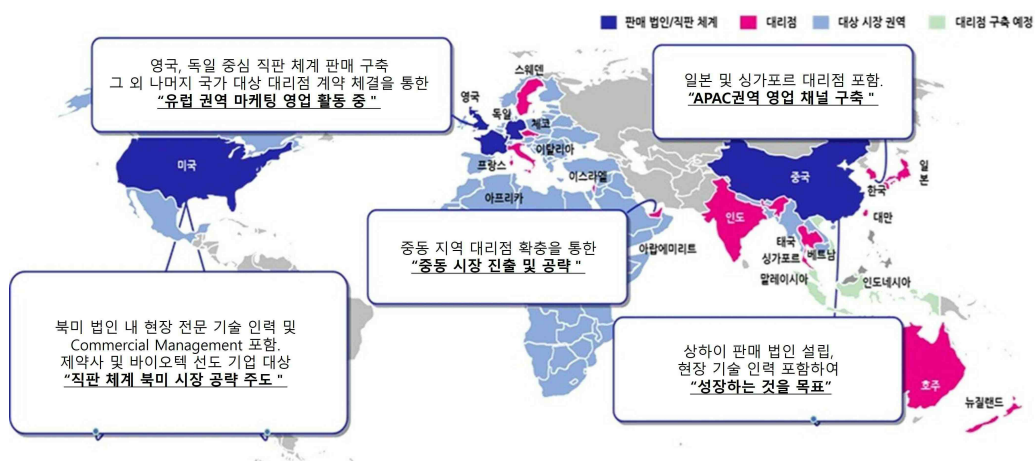 판매 법인/직판 체계
대리점
대상 시장 권역
대리점 구축 예정
영국, 독일 중심 직판 체계 판매 구축
그 외 나머지 국가 대상 대리점 계약 체결을 통한
“유럽 권역 마케팅 영업 활동 중 "
일본 및 싱가포르 대리점 포함.
“APAC권역 영업 채널 구축 "
스웨덴
영국
독일
체코
이탈리아
프랑스
이스라엘
미국
중국
일본
한국
아프리카
인도
대만
아랍에미리트
태국
베트남
싱가포르
말레이시아
인도네시아
중동 지역 대리점 확충을 통한
“중동 시장 진출 및 공략 "
북미 법인 내 현장 전문 기술 인력 및
Commercial Management 포함.
제약사 및 바이오텍 선도 기업 대상
“직판 체계 북미 시장 공략 주도 "
상하이 판매 법인 설립,
현장 기술 인력 포함하여
“성장하는 것을 목표”
호주
뉴질랜드